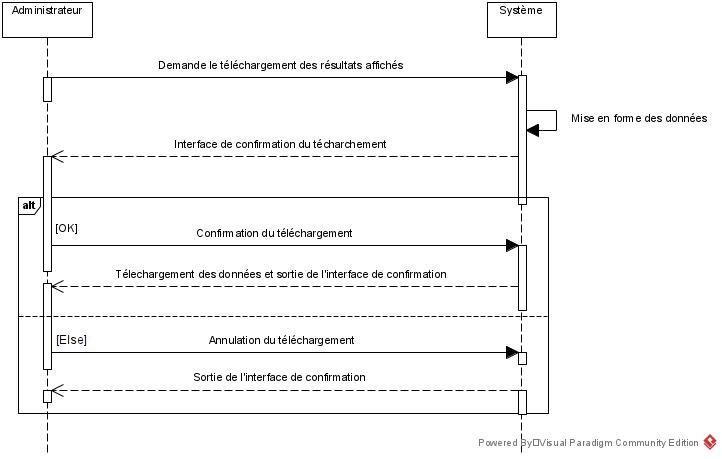 Administrateur
Système
Demande le téléchargement des résultats affichés
Mise en forme des données
Interface de confirmation du técharchement
alt
[OK]
Confirmation du téléchargement
Télechargement des données et sortie de l'interface de confirmation
[Else]
Annulation du téléchargement
Sortie de l'interface de confirmation
Powered By Visual Paradigm Community Edition